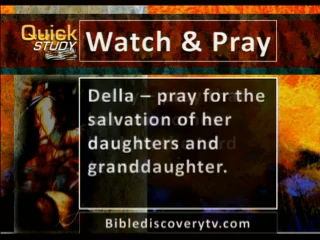 Quick
STUDY
Watch & Pray
Della – pray for the
salvation of her
daughters and
granddaughter.
Biblediscoverytv.com